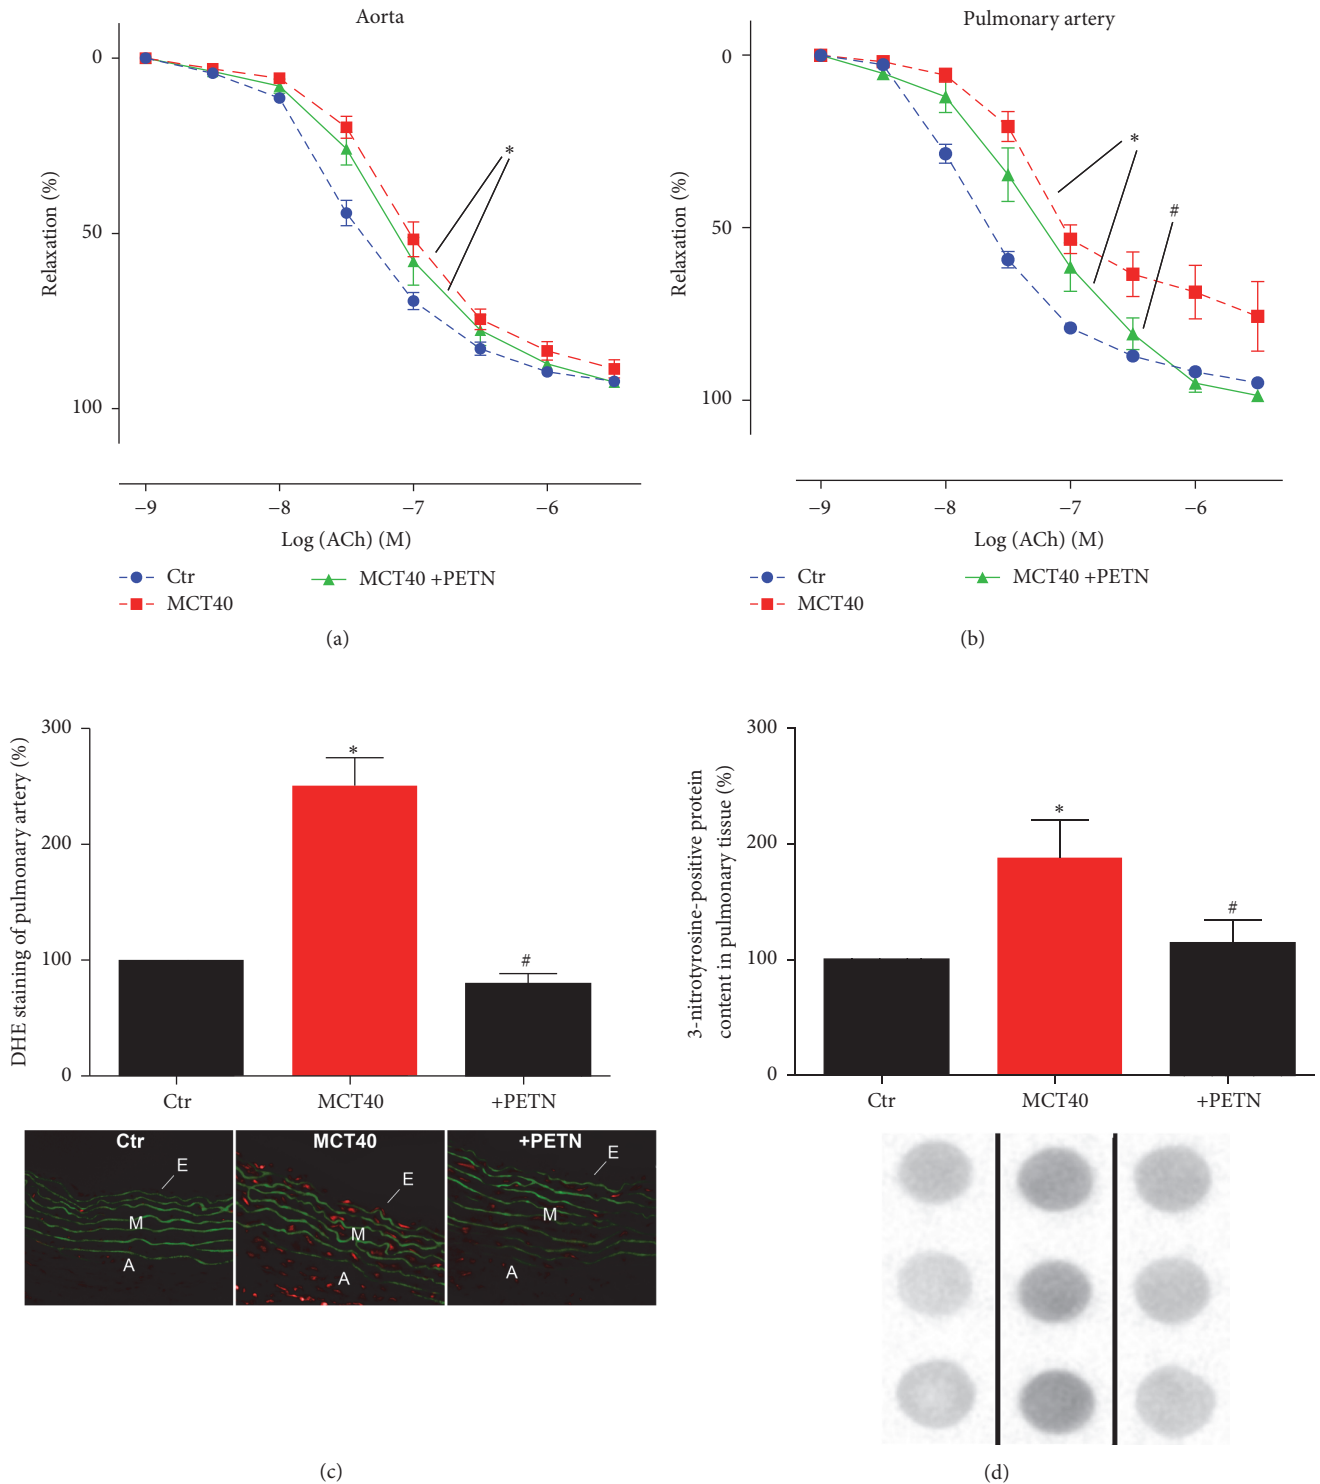 Aorta
0
50
100
Relaxation (%)
*
−9
−8
−7
−6
Log (ACh) (M)
Ctr
MCT40
MCT40 +PETN
(a)
Pulmonary artery
0
50
100
Relaxation (%)
*
#
−9
−8
−7
−6
Log (ACh) (M)
Ctr
MCT40
MCT40 +PETN
(b)
300
200
100
0
DHE staining of pulmonary artery (%)
*
#
Ctr
MCT40
+PETN
Ctr
E
M
A
MCT40
E
M
A
+PETN
E
M
A
(c)
300
200
100
0
3-nitrotyrosine-positive protein
content in pulmonary tissue (%)
*
#
Ctr
MCT40
+PETN
(d)